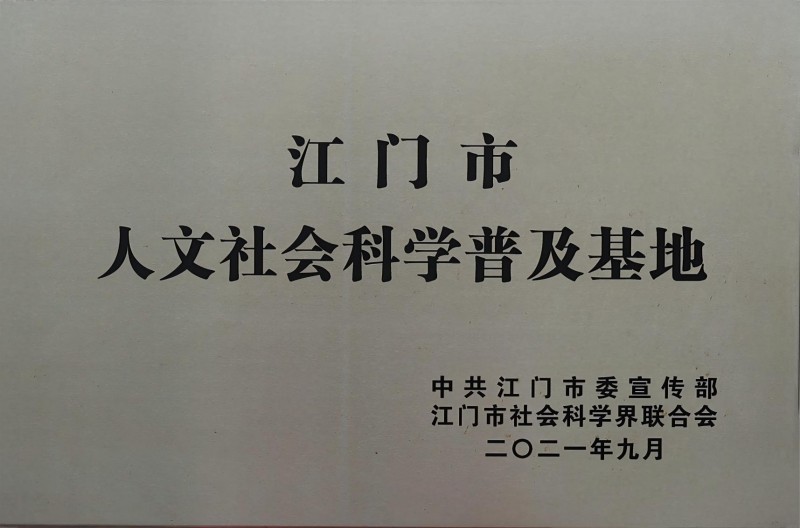 江门市
人文社会科学普及基地
中共江门市委宣传部
江门市社会科学界联合会
二〇二一年九月